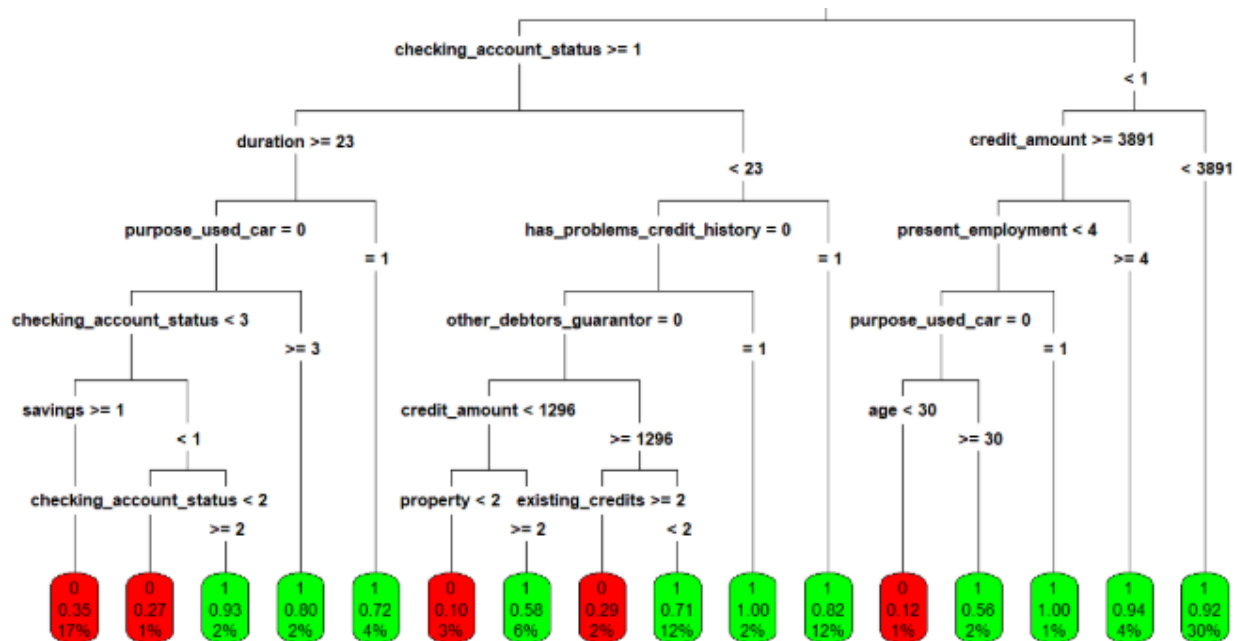 checking_account_status >= 1
< 1
duration >= 23
credit_amount >= 3891
< 23
< 3891
purpose_used_car = 0
has_problems_credit_history = 0
present_employment < 4
= 1
= 1
>= 4
checking_account_status < 3
other_debtors_guarantor = 0
purpose_used_car = 0
>= 3
= 1
= 1
savings >= 1
credit_amount < 1296
age < 30
< 1
>= 1296
>= 30
checking_account_status < 2
property < 2
existing_credits >= 2
>= 2
>= 2
< 2
0 0 1 1 1 0 1 0 1 1 1 0 1 1 1 1
0.35 0.27 0.93 0.80 0.72 0.10 0.58 0.29 0.71 1.00 0.82 0.12 0.56 1.00 0.94 0.92
17% 1% 2% 2% 4% 3% 6% 2% 12% 2% 12% 1% 2% 1% 4% 30%